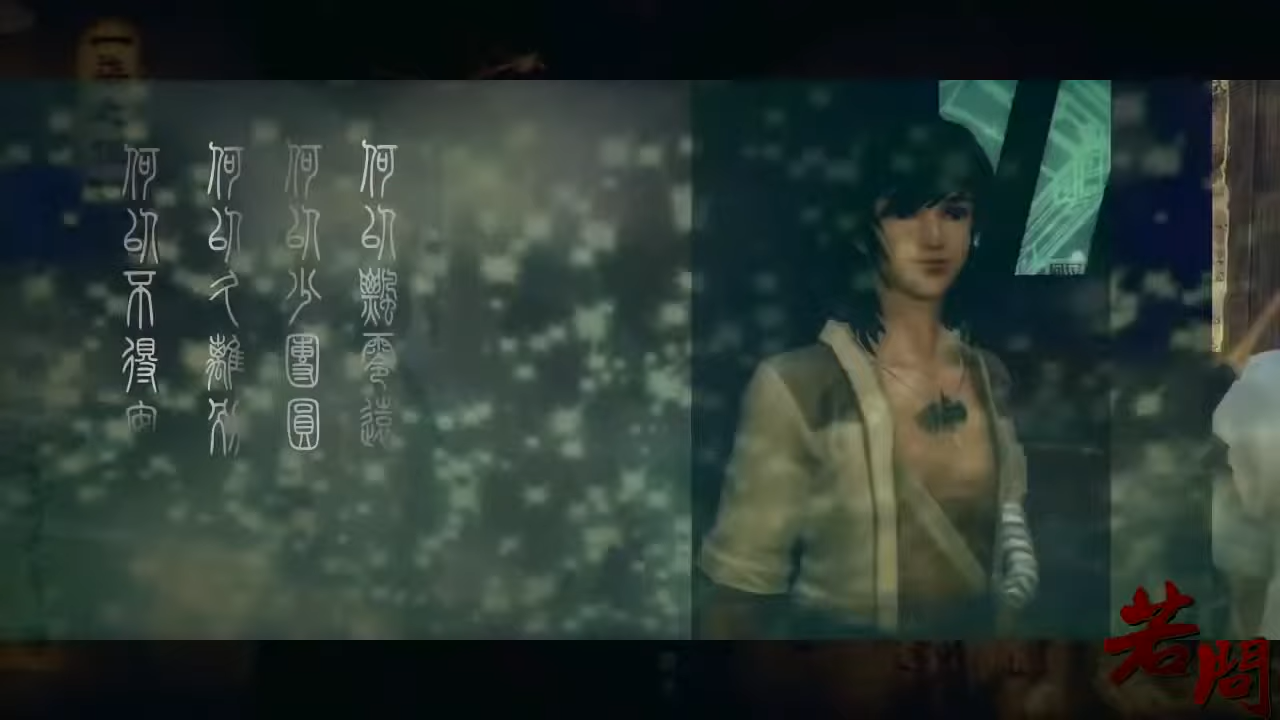 何以飄零遠
何以少團圓
何以久離別
何以不得安
若問